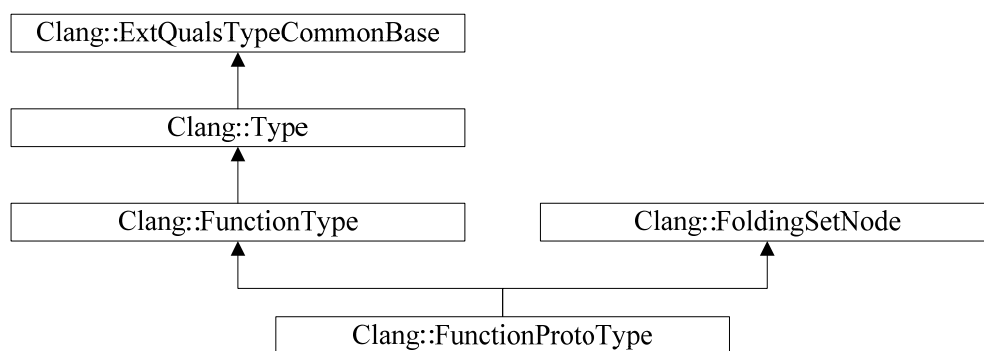 Clang::ExtQualsTypeCommonBase
Clang::Type
Clang::FunctionType
Clang::FoldingSetNode
Clang::FunctionProtoType